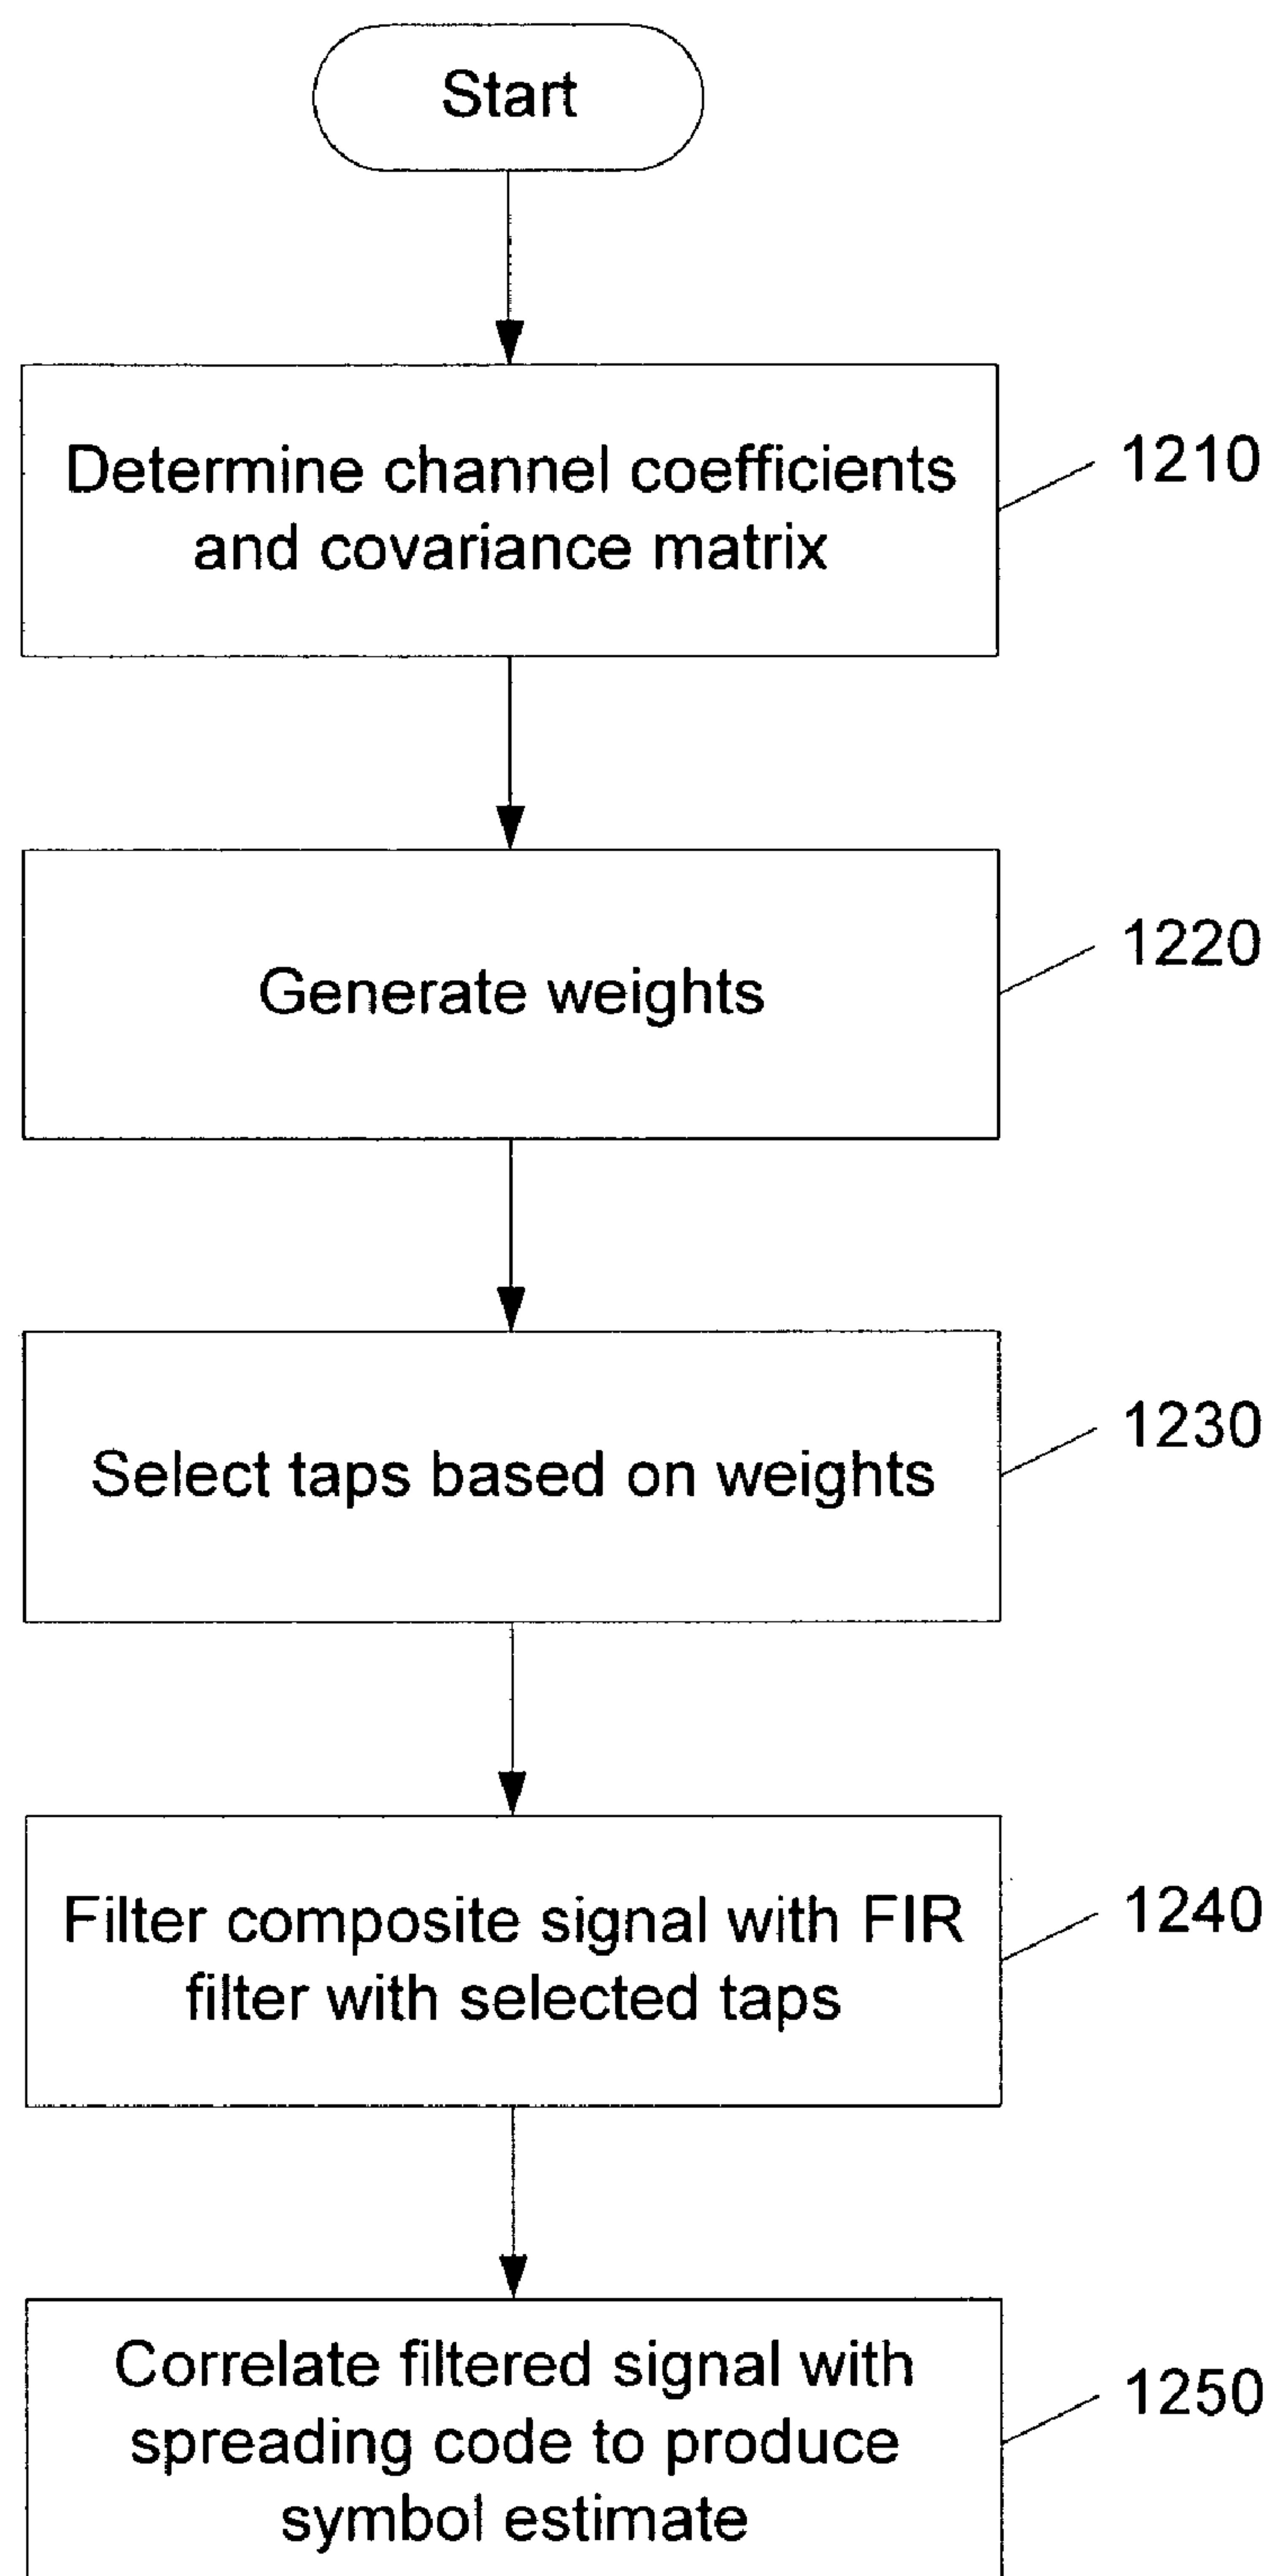 Start
Determine channel coefficients
and covariance matrix
1210
Generate weights
1220
Select taps based on weights
1230
Filter composite signal with FIR
filter with selected taps
1240
Correlate filtered signal with
spreading code to produce
symbol estimate
1250